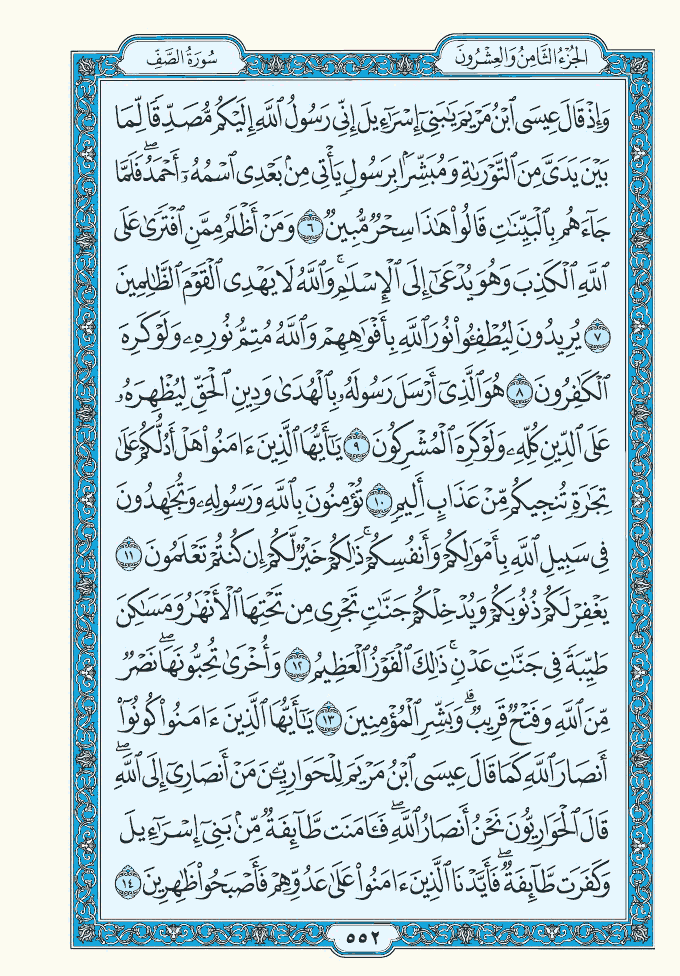 الجُزْءُ الثَّامِنُ وَالعِشْرُونَ
سُورَةُ الصَّفِّ
وَإِذْ قَالَ عِيسَى ٱبْنُ مَرْيَمَ يَٰبَنِىٓ إِسْرَٰٓءِيلَ إِنِّى رَسُولُ ٱللَّهِ إِلَيْكُم مُّصَدِّقًا لِّمَا
بَيْنَ يَدَىَّ مِنَ ٱلتَّوْرَىٰةِ وَمُبَشِّرًۢا بِرَسُولٍ يَأْتِى مِنۢ بَعْدِى ٱسْمُهُۥٓ أَحْمَدُۖ فَلَمَّا
جَآءَهُم بِٱلْبَيِّنَٰتِ قَالُوا۟ هَٰذَا سِحْرٌ مُّبِينٌ ٦ وَمَنْ أَظْلَمُ مِمَّنِ ٱفْتَرَىٰ عَلَى
ٱللَّهِ ٱلْكَذِبَ وَهُوَ يُدْعَىٰٓ إِلَى ٱلْإِسْلَٰمِۚ وَٱللَّهُ لَا يَهْدِى ٱلْقَوْمَ ٱلظَّٰلِمِينَ
٧ يُرِيدُونَ لِيُطْفِـُٔوا۟ نُورَ ٱللَّهِ بِأَفْوَٰهِهِمْ وَٱللَّهُ مُتِمُّ نُورِهِۦ وَلَوْ كَرِهَ
ٱلْكَٰفِرُونَ ٨ هُوَ ٱلَّذِىٓ أَرْسَلَ رَسُولَهُۥ بِٱلْهُدَىٰ وَدِينِ ٱلْحَقِّ لِيُظْهِرَهُۥ
عَلَى ٱلدِّينِ كُلِّهِۦ وَلَوْ كَرِهَ ٱلْمُشْرِكُونَ ٩ يَٰٓأَيُّهَا ٱلَّذِينَ ءَامَنُوا۟ هَلْ أَدُلُّكُمْ عَلَىٰ
تِجَٰرَةٍ تُنجِيكُم مِّنْ عَذَابٍ أَلِيمٍ ١٠ تُؤْمِنُونَ بِٱللَّهِ وَرَسُولِهِۦ وَتُجَٰهِدُونَ
فِى سَبِيلِ ٱللَّهِ بِأَمْوَٰلِكُمْ وَأَنفُسِكُمْۚ ذَٰلِكُمْ خَيْرٌ لَّكُمْ إِن كُنتُمْ تَعْلَمُونَ ١١
يَغْفِرْ لَكُمْ ذُنُوبَكُمْ وَيُدْخِلْكُمْ جَنَّٰتٍ تَجْرِى مِن تَحْتِهَا ٱلْأَنْهَٰرُ وَمَسَٰكِنَ
طَيِّبَةً فِى جَنَّٰتِ عَدْنٍۚ ذَٰلِكَ ٱلْفَوْزُ ٱلْعَظِيمُ ١٢ وَأُخْرَىٰ تُحِبُّونَهَاۖ نَصْرٌ
مِّنَ ٱللَّهِ وَفَتْحٌ قَرِيبٌۗ وَبَشِّرِ ٱلْمُؤْمِنِينَ ١٣ يَٰٓأَيُّهَا ٱلَّذِينَ ءَامَنُوا۟ كُونُوٓا۟
أَنصَارَ ٱللَّهِ كَمَا قَالَ عِيسَى ٱبْنُ مَرْيَمَ لِلْحَوَارِيِّـۧنَ مَنْ أَنصَارِىٓ إِلَى ٱللَّهِۖ
قَالَ ٱلْحَوَارِيُّونَ نَحْنُ أَنصَارُ ٱللَّهِۖ فَـَٔامَنَت طَّآئِفَةٌ مِّنۢ بَنِىٓ إِسْرَٰٓءِيلَ
وَكَفَرَت طَّآئِفَةٌۖ فَأَيَّدْنَا ٱلَّذِينَ ءَامَنُوا۟ عَلَىٰ عَدُوِّهِمْ فَأَصْبَحُوا۟ ظَٰهِرِينَ ١٤
٥٥٢